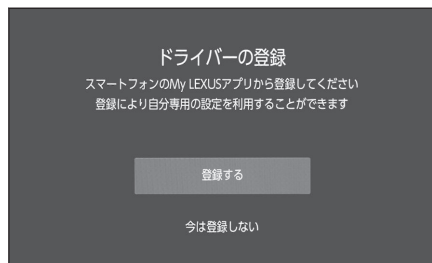 ドライバーの登録
スマートフォンのMy LEXUSアプリから登録してください
登録により自分専用の設定を利用することができます
登録する
今は登録しない